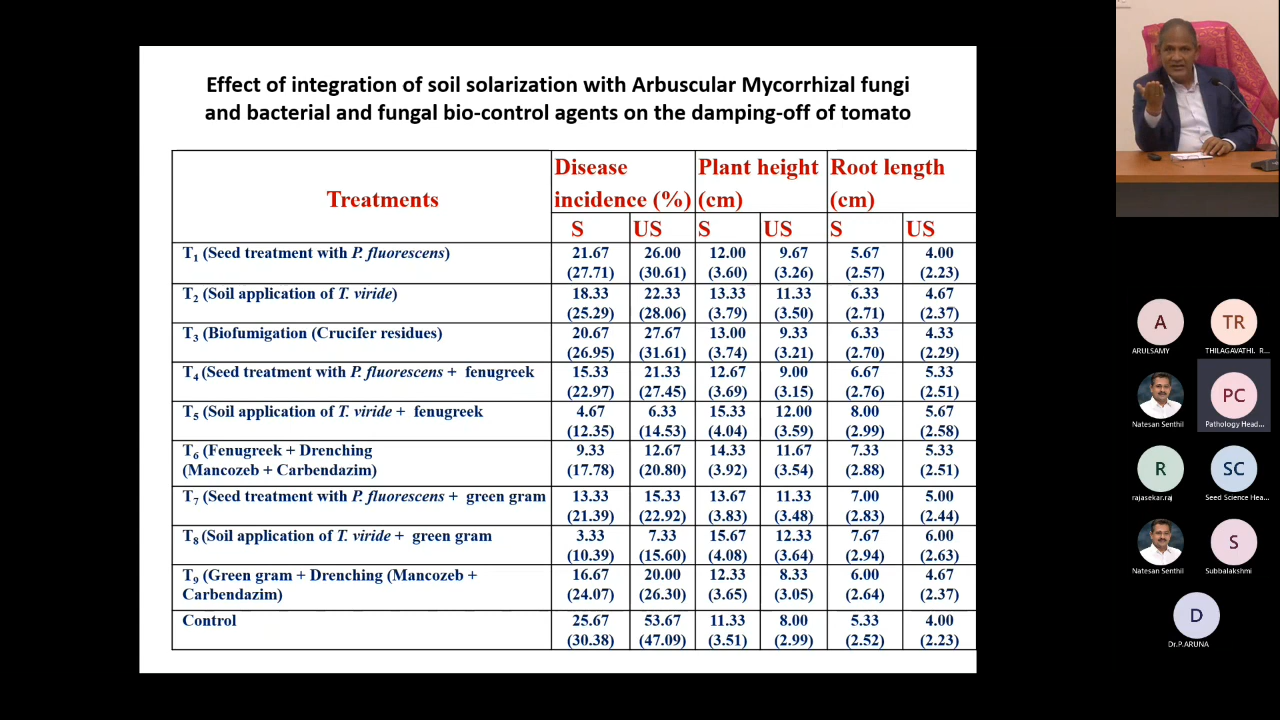 Effect of integration of soil solarization with Arbuscular Mycorrhizal fungi
and bacterial and fungal bio-control agents on the damping-off of tomato
Treatments
Disease
incidence (%)
Plant height
(cm)
Root length
(cm)
S US S US S US
T1 (Seed treatment with P. fluorescens) 21.67 26.00 12.00 9.67 5.67 4.00
(27.71) (30.61) (3.60) (3.26) (2.57) (2.23)
T2 (Soil application of T. viride) 18.33 22.33 13.33 11.33 6.33 4.67
(25.29) (28.06) (3.79) (3.50) (2.71) (2.37)
T3 (Biofumigation (Crucifer residues) 20.67 27.67 13.00 9.33 6.33 4.33
(26.95) (31.61) (3.74) (3.21) (2.70) (2.29)
T4 (Seed treatment with P. fluorescens + fenugreek 15.33 21.33 12.67 9.00 6.67 5.33
(22.97) (27.45) (3.69) (3.15) (2.76) (2.51)
T5 (Soil application of T. viride + fenugreek 4.67 6.33 15.33 12.00 8.00 5.67
(12.35) (14.53) (4.04) (3.59) (2.99) (2.58)
T6 (Fenugreek + Drenching 9.33 12.67 14.33 11.67 7.33 5.33
(Mancozeb + Carbendazim) (17.78) (20.80) (3.92) (3.54) (2.88) (2.51)
T7 (Seed treatment with P. fluorescens + green gram 13.33 15.33 13.67 11.33 7.00 5.00
(21.39) (22.92) (3.83) (3.48) (2.83) (2.44)
T8 (Soil application of T. viride + green gram 3.33 7.33 15.67 12.33 7.67 6.00
(10.39) (15.60) (4.08) (3.64) (2.94) (2.63)
T9 (Green gram + Drenching (Mancozeb + 16.67 20.00 12.33 8.33 6.00 4.67
Carbendazim) (24.07) (26.30) (3.65) (3.05) (2.64) (2.37)
Control 25.67 53.67 11.33 8.00 5.33 4.00
(30.38) (47.09) (3.51) (2.99) (2.52) (2.23)
A
ARULSAMY
TR
THILAGAVATHI. R...
Natesan Senthil
PC
Pathology Head...
R
rajasekar.raj
SC
Seed Science Hea...
Natesan Senthil
S
Subbalakshmi
D
Dr.P.ARUNA